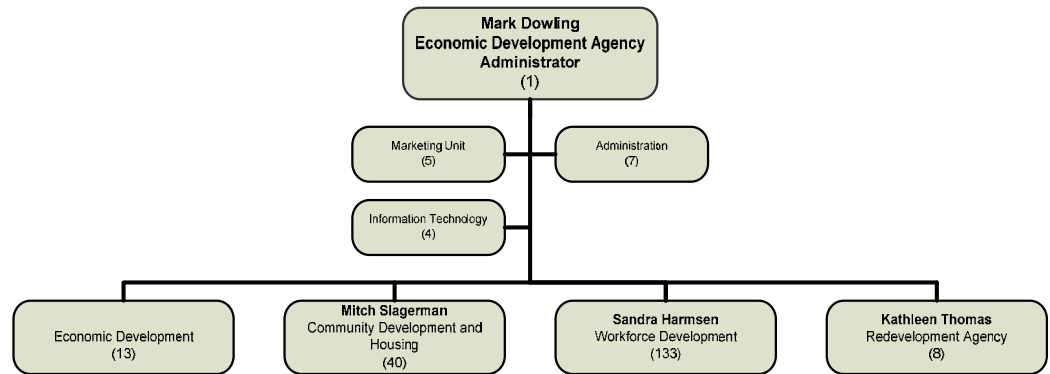 Mark Dowling
Economic Development Agency
Administrator
(1)
Marketing Unit
(5)
Administration
(7)
Information Technology
(4)
Economic Development
(13)
Mitch Slagerman
Community Development and
Housing
(40)
Sandra Harmsen
Workforce Development
(133)
Kathleen Thomas
Redevelopment Agency
(8)